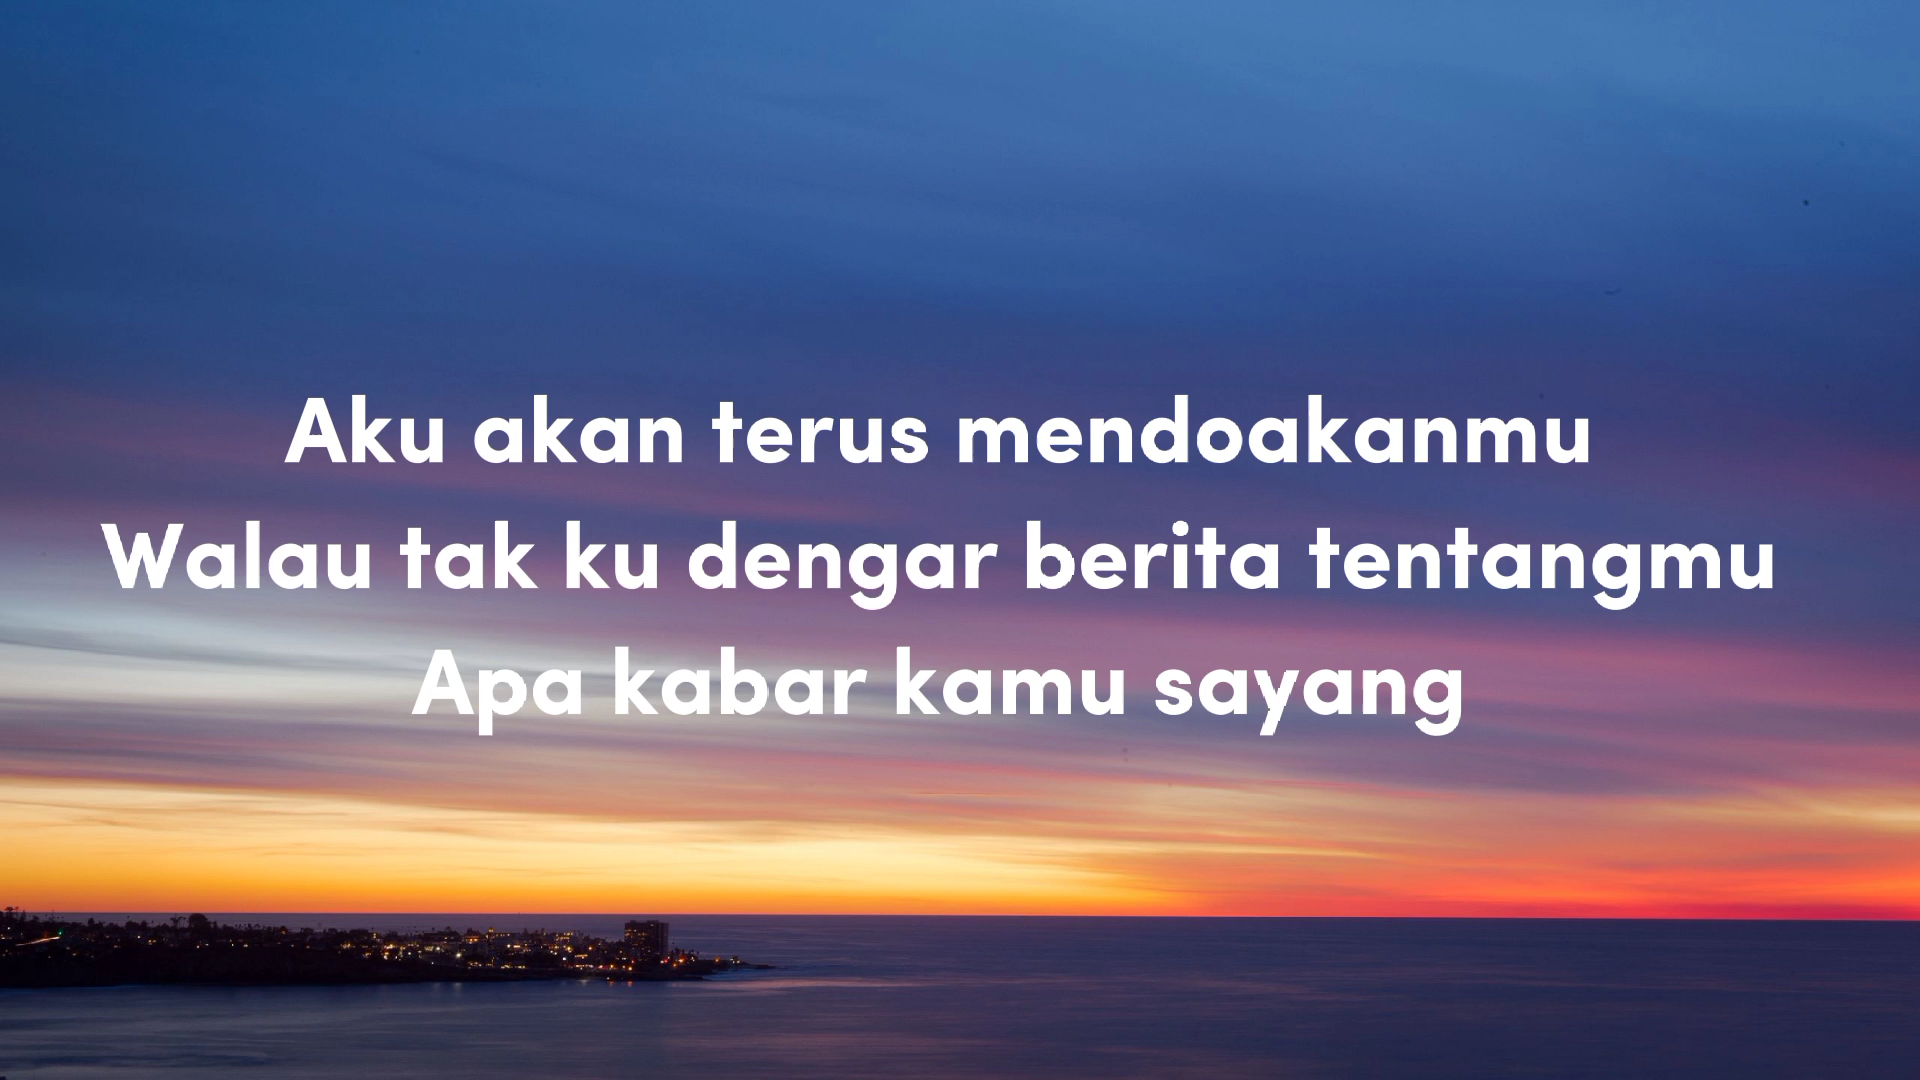 Aku akan terus mendoakanmu
Walau tak ku dengar berita tentangmu
Apa kabar kamu sayang